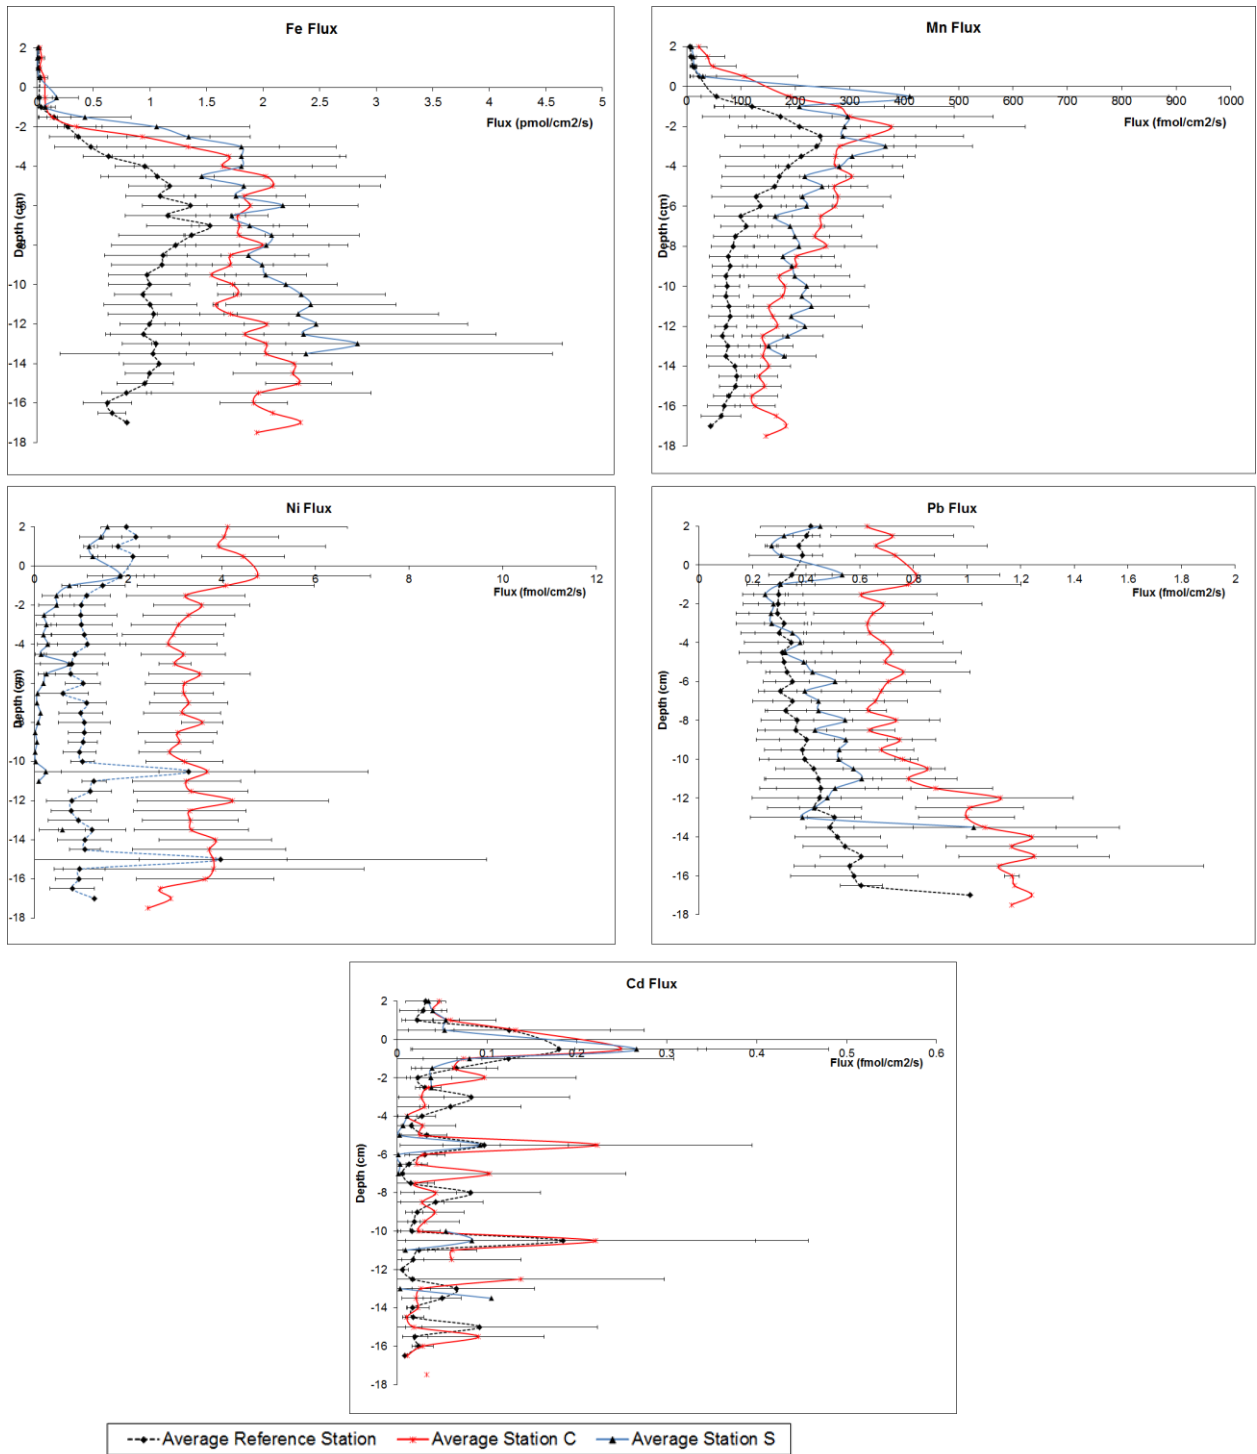 Fe Flux
2
0
0 0.5 1 1.5 2 2.5 3 3.5 4 4.5 5
Flux (pmol/cm2/s)
-2
-4
-6
Depth (cm)
-8
-10
-12
-14
-16
-18
Mn Flux
2
0
0 100 200 300 400 500 600 700 800 900 1000
Flux (fmol/cm2/s)
-2
-4
-6
Depth (cm)
-8
-10
-12
-14
-16
-18
Ni Flux
2
0
0 2 4 6 8 10 12
Flux (fmol/cm2/s)
-2
-4
-6
Depth (cm)
-8
-10
-12
-14
-16
-18
Pb Flux
2
0
0 0.2 0.4 0.6 0.8 1 1.2 1.4 1.6 1.8 2
Flux (fmol/cm2/s)
-2
-4
-6
Depth (cm)
-8
-10
-12
-14
-16
-18
Cd Flux
2
0
0 0.1 0.2 0.3 0.4 0.5 0.6
Flux (fmol/cm2/s)
-2
-4
-6
Depth (cm)
-8
-10
-12
-14
-16
-18
Average Reference Station Average Station C Average Station S